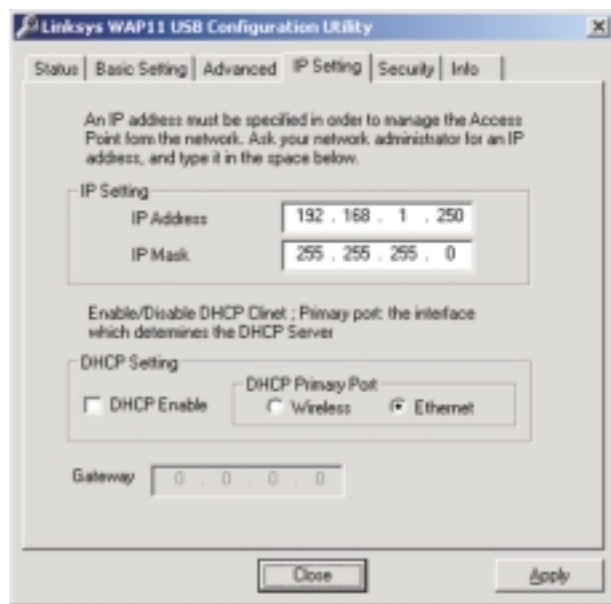 Linksys WAP11 USB Configuration Utility
Status Basic Setting Advanced IP Setting Security Info
An IP address must be specified in order to manage the Access
Point form the network. Ask your network administrator for an IP
address, and type it in the space below.
IP Setting
IP Address 192 . 168 . 1 . 250
IP Mask 255 . 255 . 255 . 0
Enable/Disable DHCP Clinet ; Primary port: the interface
which determines the DHCP Server
DHCP Setting
DHCP Primary Port
DHCP Enable Wireless Ethernet
Gateway 0 . 0 . 0 . 0
Close Apply